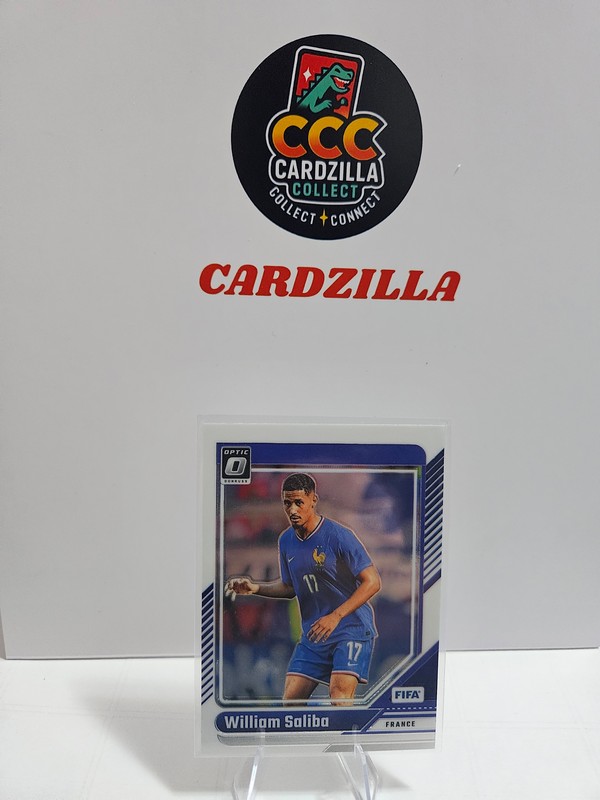 CCC
CARDZILLA
COLLECT
COLLECT CONNECT
CARDZILLA
OPTIC
DONRUSS
17
17
FIFA
William Saliba
FRANCE